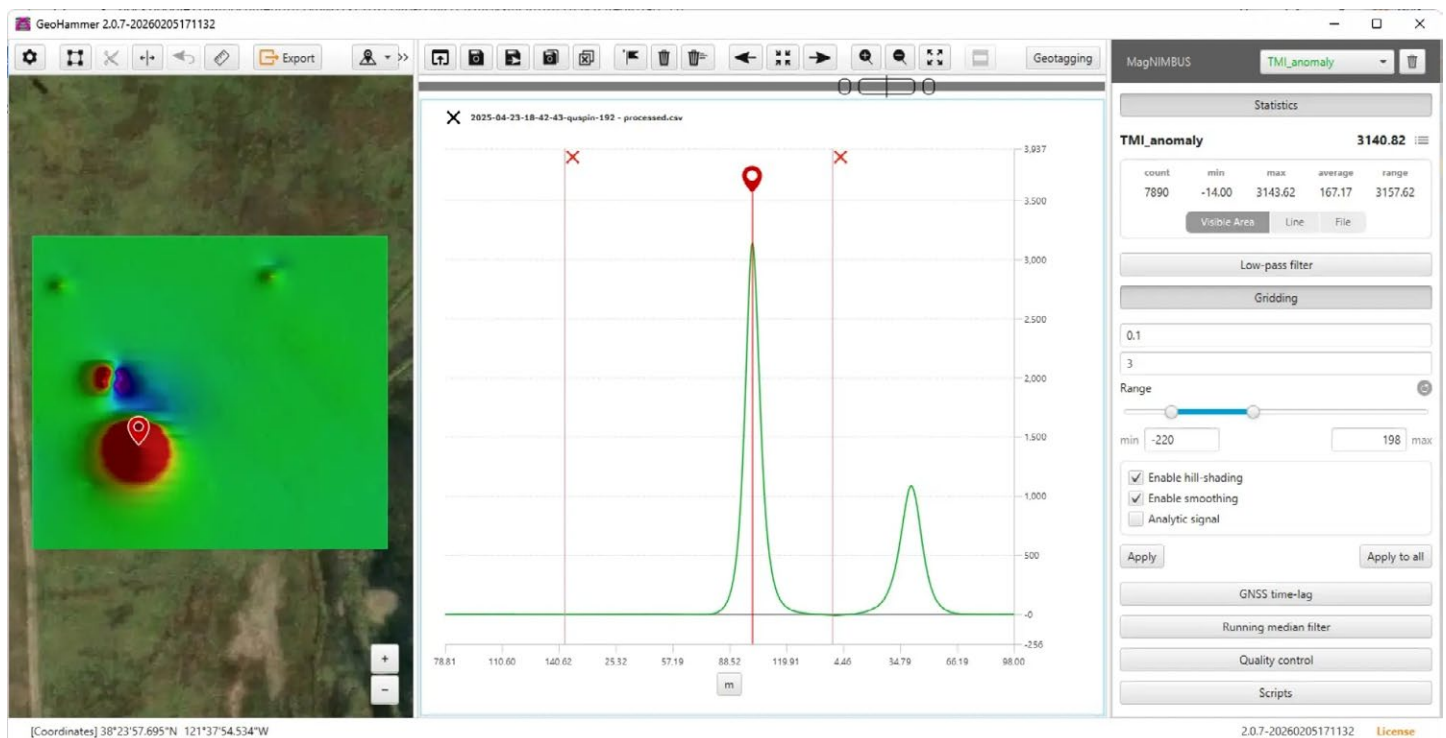 GeoHammer 2.0.7-20260205171132
Export
Geotagging
MagNIMBUS
TMI_anomaly
2025-04-23-18-42-43-quspin-192 - processed.csv
3,937
3,500
3,000
2,500
2,000
1,500
1,000
500
-0
-256
78.81 110.60 140.62 25.32 57.19 88.52 119.91 4.46 34.79 66.19 98.00
m
+
−
Statistics
TMI_anomaly 3140.82
count min max average range
7890 -14.00 3143.62 167.17 3157.62
Visible Area Line File
Low-pass filter
Gridding
0.1
3
Range
min -220 198 max
Enable hill-shading
Enable smoothing
Analytic signal
Apply Apply to all
GNSS time-lag
Running median filter
Quality control
Scripts
[Coordinates] 38°23'57.695"N 121°37'54.534"W
2.0.7-20260205171132 License